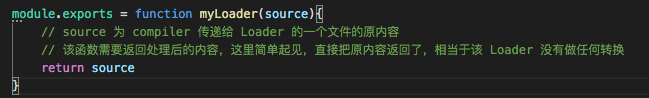 module.exports = function myLoader(source){
// source 为 compiler 传递给 Loader 的一个文件的原内容
// 该函数需要返回处理后的内容，这里简单起见，直接把原内容返回了，相当于该 Loader 没有做任何转换
return source
}